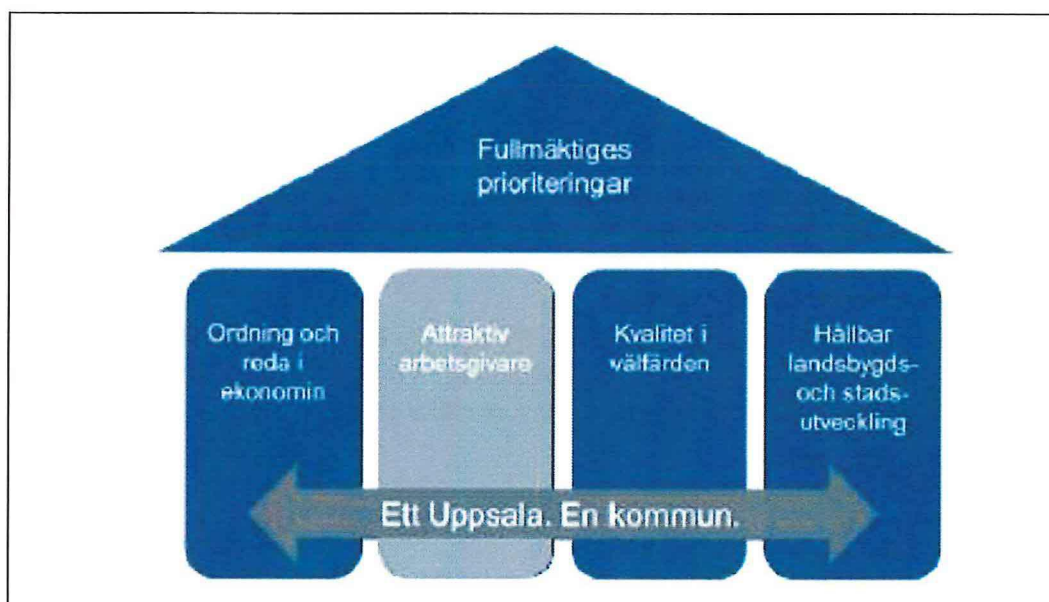 Fullmäktiges
prioriteringar
Ordning och
reda i
ekonomin
Attraktiv
arbetsgivare
Kvalitet i
välfärden
Hållbar
landsbygds-
och stads-
utveckling
Ett Uppsala. En kommun.